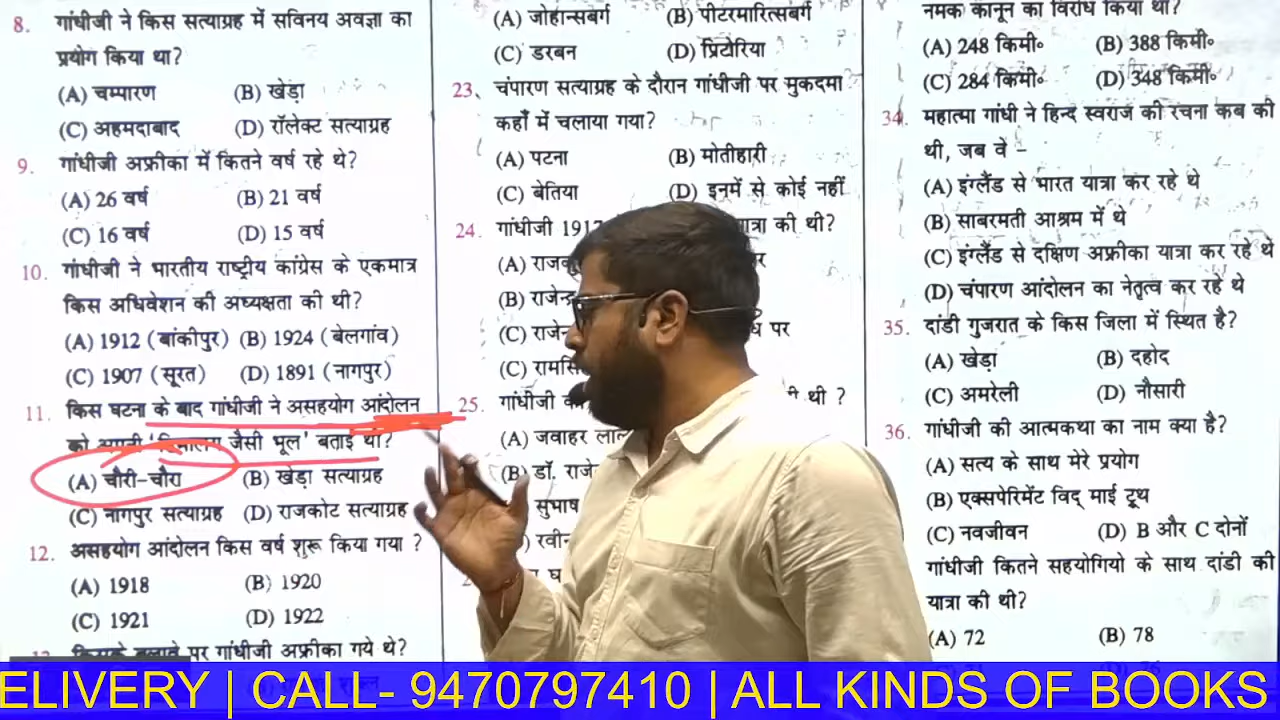 8. गांधीजी ने किस सत्याग्रह में सविनय अवज्ञा का
प्रयोग किया था?
(A) चम्पारण (B) खेड़ा
(C) अहमदाबाद (D) रॉलेक्ट सत्याग्रह
9. गांधीजी अफ्रीका में कितने वर्ष रहे थे?
(A) 26 वर्ष (B) 21 वर्ष
(C) 16 वर्ष (D) 15 वर्ष
10. गांधीजी ने भारतीय राष्ट्रीय कांग्रेस के एकमात्र
किस अधिवेशन की अध्यक्षता की थी?
(A) 1912 (बांकीपुर) (B) 1924 (बेलगांव)
(C) 1907 (सूरत) (D) 1891 (नागपुर)
11. किस घटना के बाद गांधीजी ने असहयोग आंदोलन
को जैसी भूल' बताई था?
(A) चौरी-चौरा (B) खेड़ा सत्याग्रह
(C) नागपुर सत्याग्रह (D) राजकोट सत्याग्रह
12. असहयोग आंदोलन किस वर्ष शुरू किया गया ?
(A) 1918 (B) 1920
(C) 1921 (D) 1922
पर गांधीजी अफ्रीका गये थे?
(A) जोहान्सबर्ग (B) पीटरमारित्सबर्ग
(C) डरबन (D) प्रिटोरिया
23. चंपारण सत्याग्रह के दौरान गांधीजी पर मुकदमा
कहाँ में चलाया गया?
(A) पटना (B) मोतीहारी
(C) बेतिया (D) इनमें से कोई नहीं
24. गांधीजी की थी?
(A)
(B)
(C) पर
(D)
25. गांधीजी थी ?
(A) जवाहर
(B) डॉ.
सुभाष
नमक कानून का विरोध किया था?
(A) 248 किमी॰ (B) 388 किमी॰
(C) 284 किमी॰ (D) 348 किमी॰
34. महात्मा गांधी ने हिन्द स्वराज की रचना कब की
थी, जब वे –
(A) इंग्लैंड से भारत यात्रा कर रहे थे
(B) साबरमती आश्रम में थे
(C) इंग्लैंड से दक्षिण अफ्रीका यात्रा कर रहे थे
(D) चंपारण आंदोलन का नेतृत्व कर रहे थे
35. दांडी गुजरात के किस जिला में स्थित है?
(A) खेड़ा (B) दहोद
(C) अमरेली (D) नौसारी
36. गांधीजी की आत्मकथा का नाम क्या है?
(A) सत्य के साथ मेरे प्रयोग
(B) एक्सपेरिमेंट विद् माई ट्रूथ
(C) नवजीवन (D) B और C दोनों
गांधीजी कितने सहयोगियो के साथ दांडी की
यात्रा की थी?
(A) 72 (B) 78
ELIVERY | CALL - 9470797410 | ALL KINDS OF BOOKS